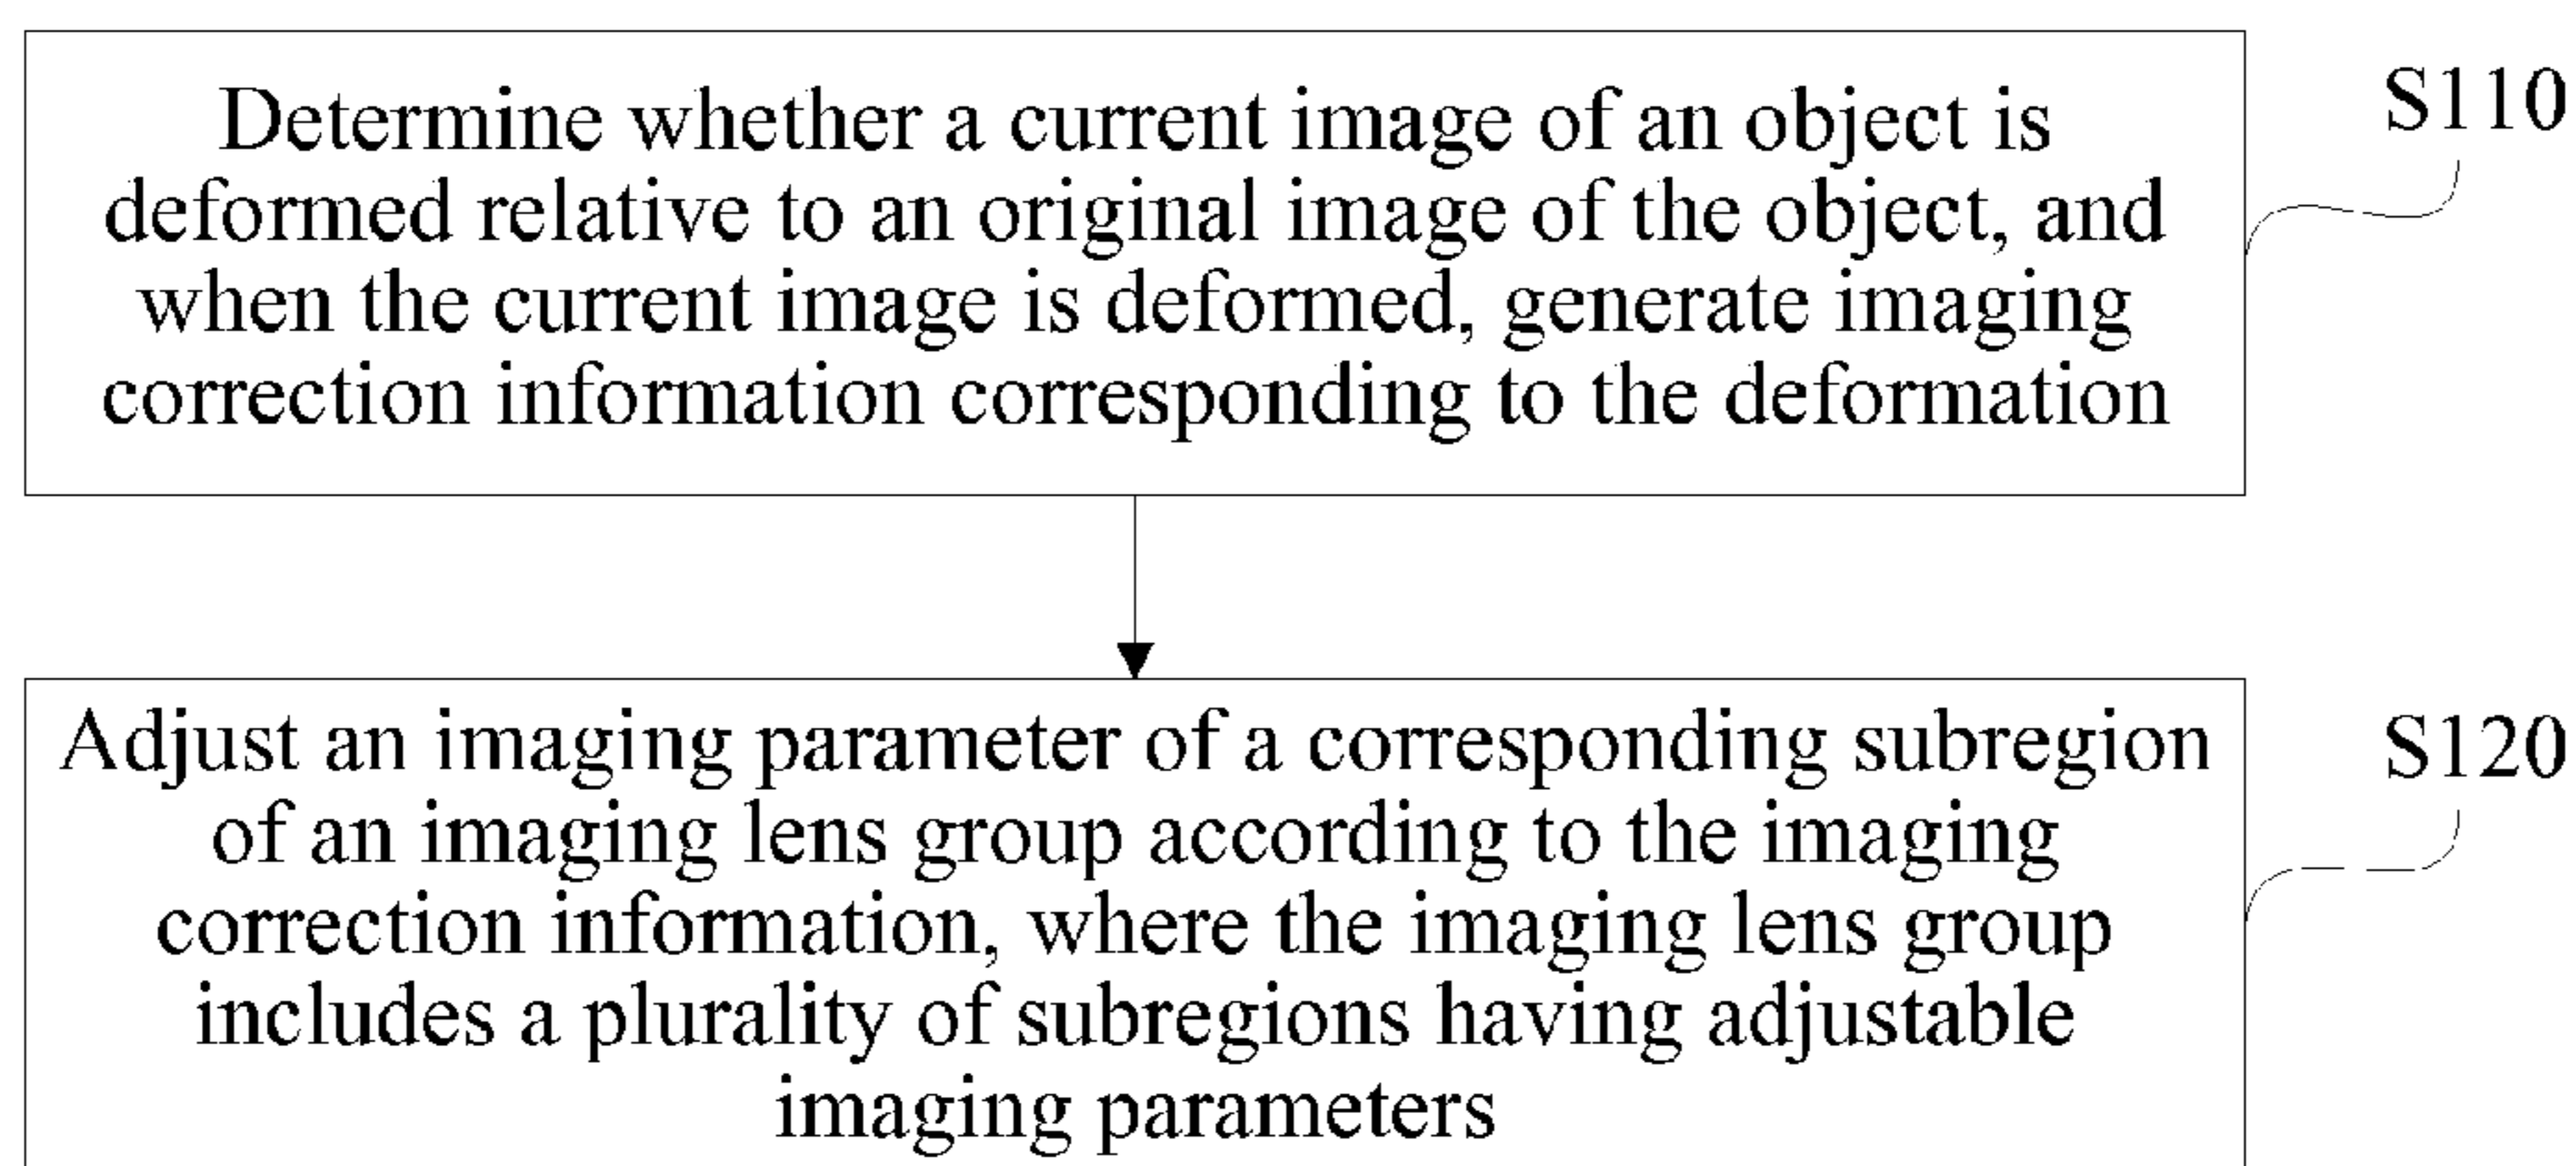 Determine whether a current image of an object is
deformed relative to an original image of the object, and
when the current image is deformed, generate imaging
correction information corresponding to the deformation
S110
Adjust an imaging parameter of a corresponding subregion
of an imaging lens group according to the imaging
correction information, where the imaging lens group
includes a plurality of subregions having adjustable
imaging parameters
S120